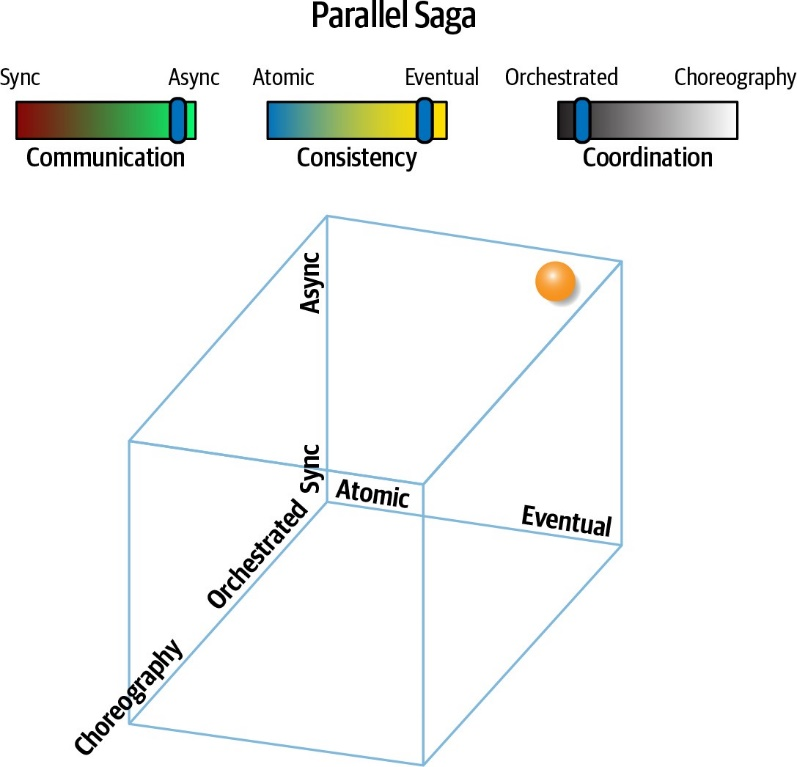 Parallel Saga
Sync Async Atomic Eventual Orchestrated Choreography
Communication Consistency Coordination
Async
Sync
Atomic
Eventual
Orchestrated
Choreography